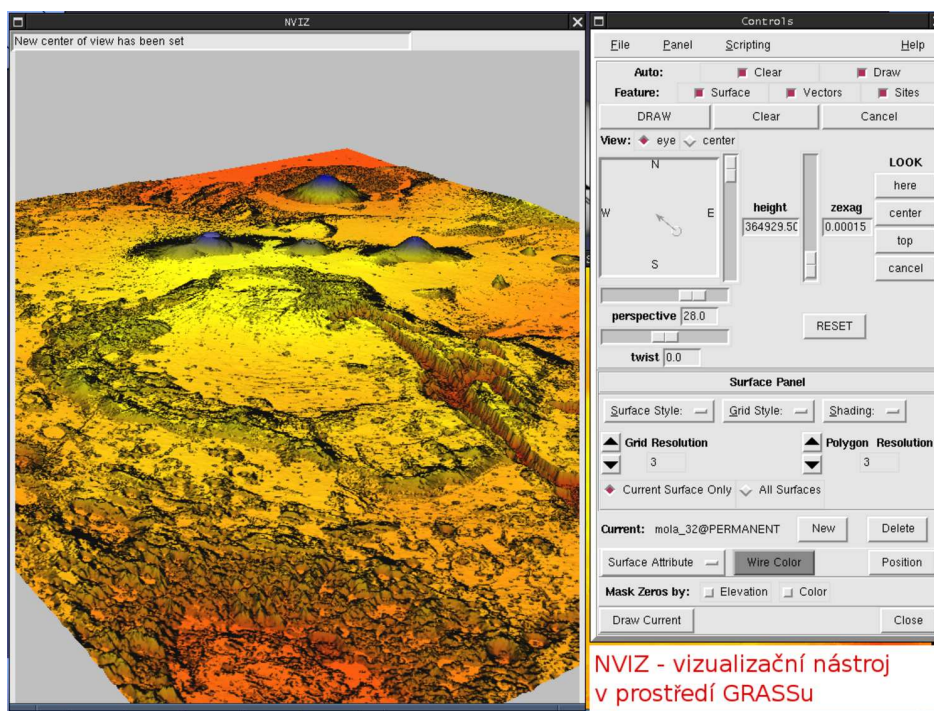 NVIZ
New center of view has been set
Controls
File Panel Scripting Help
Auto: Clear Draw
Feature: Surface Vectors Sites
DRAW Clear Cancel
View: eye center
N
W E
S
height
364929.50
zexag
0.00015
LOOK
here
center
top
cancel
perspective 28.0
twist 0.0
RESET
Surface Panel
Surface Style: Grid Style: Shading:
Grid Resolution
3
Polygon Resolution
3
Current Surface Only All Surfaces
Current: mola_32@PERMANENT New Delete
Surface Attribute Wire Color Position
Mask Zeros by: Elevation Color
Draw Current Close
NVIZ - vizualizační nástroj
v prostředí GRASSu